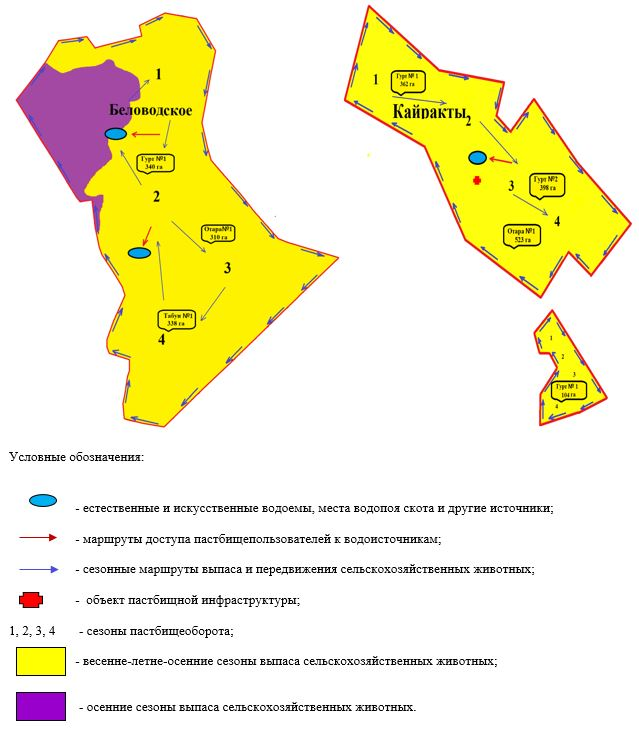 1
Беловодское
Гурт №1
340 га
2
Отара№1
310 га
3
Табун №1
338 га
4
1
Гурт № 1
362 га
Кайракты
2
3
Гурт №2
398 га
4
Отара №1
523 га
1
2
3
Гурт № 1
104 га
4
Условные обозначения:
- естественные и искусственные водоемы, места водопоя скота и другие источники;
- маршруты доступа пастбищепользователей к водоисточникам;
- сезонные маршруты выпаса и передвижения сельскохозяйственных животных;
- объект пастбищной инфраструктуры;
1, 2, 3, 4 - сезоны пастбищеоборота;
- весенне-летне-осенние сезоны выпаса сельскохозяйственных животных;
- осенние сезоны выпаса сельскохозяйственных животных.